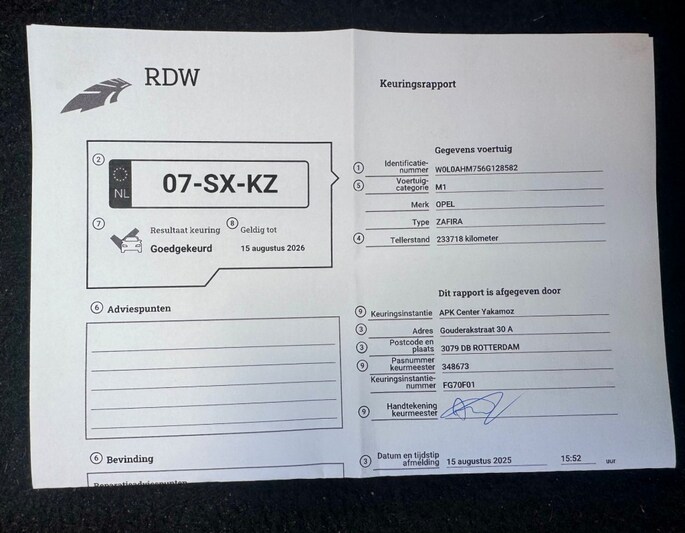 RDW
Keuringsrapport
2
NL
07-SX-KZ
7
Resultaat keuring
Goedgekeurd
8
Geldig tot
15 augustus 2026
Gegevens voertuig
1 Identificatie-
nummer W0L0AHM756G128582
5 Voertuig-
categorie M1
Merk OPEL
Type ZAFIRA
4 Tellerstand 233718 kilometer
6 Adviespunten
Dit rapport is afgegeven door
9 Keuringsinstantie APK Center Yakamoz
3 Adres Gouderakstraat 30 A
3 Postcode en
plaats 3079 DB ROTTERDAM
9 Pasnummer
keurmeester 348673
Keuringsinstantie-
nummer FG70F01
9 Handtekening
keurmeester
6 Bevinding
Reparatieadviespunten
3 Datum en tijdstip
afmelding 15 augustus 2025 15:52 uur